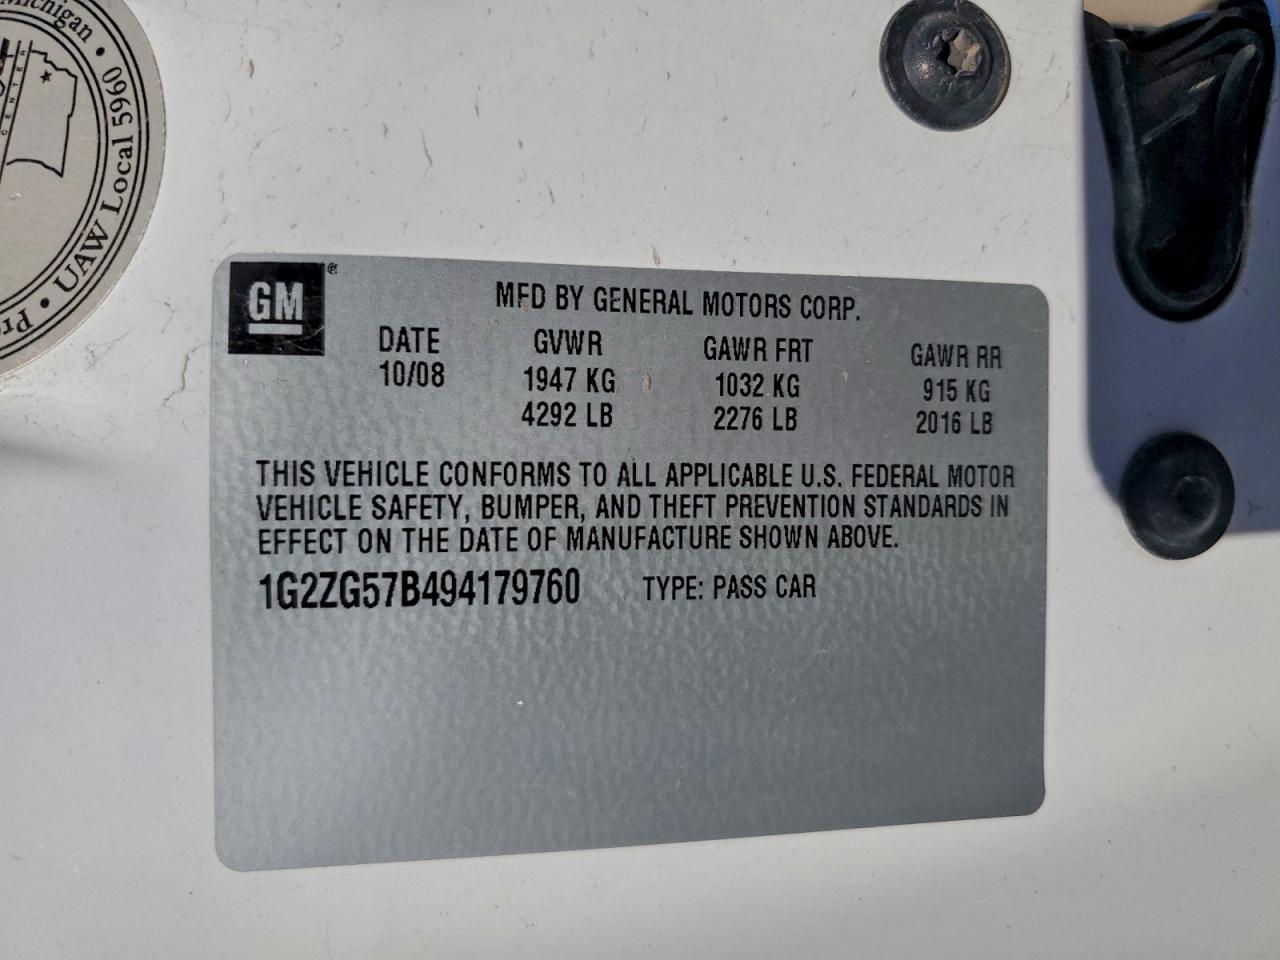 Michigan •
CENTER
UAW Local 5960
•
GM®
MFD BY GENERAL MOTORS CORP.
DATE GVWR GAWR FRT GAWR RR
10/08 1947 KG 1032 KG 915 KG
4292 LB 2276 LB 2016 LB
THIS VEHICLE CONFORMS TO ALL APPLICABLE U.S. FEDERAL MOTOR
VEHICLE SAFETY, BUMPER, AND THEFT PREVENTION STANDARDS IN
EFFECT ON THE DATE OF MANUFACTURE SHOWN ABOVE.
1G2ZG57B494179760 TYPE: PASS CAR